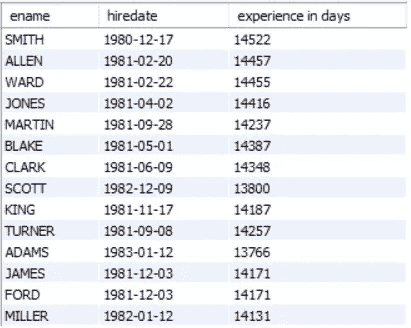 ename hiredate experience in days
SMITH 1980-12-17 14522
ALLEN 1981-02-20 14457
WARD 1981-02-22 14455
JONES 1981-04-02 14416
MARTIN 1981-09-28 14237
BLAKE 1981-05-01 14387
CLARK 1981-06-09 14348
SCOTT 1982-12-09 13800
KING 1981-11-17 14187
TURNER 1981-09-08 14257
ADAMS 1983-01-12 13766
JAMES 1981-12-03 14171
FORD 1981-12-03 14171
MILLER 1982-01-12 14131